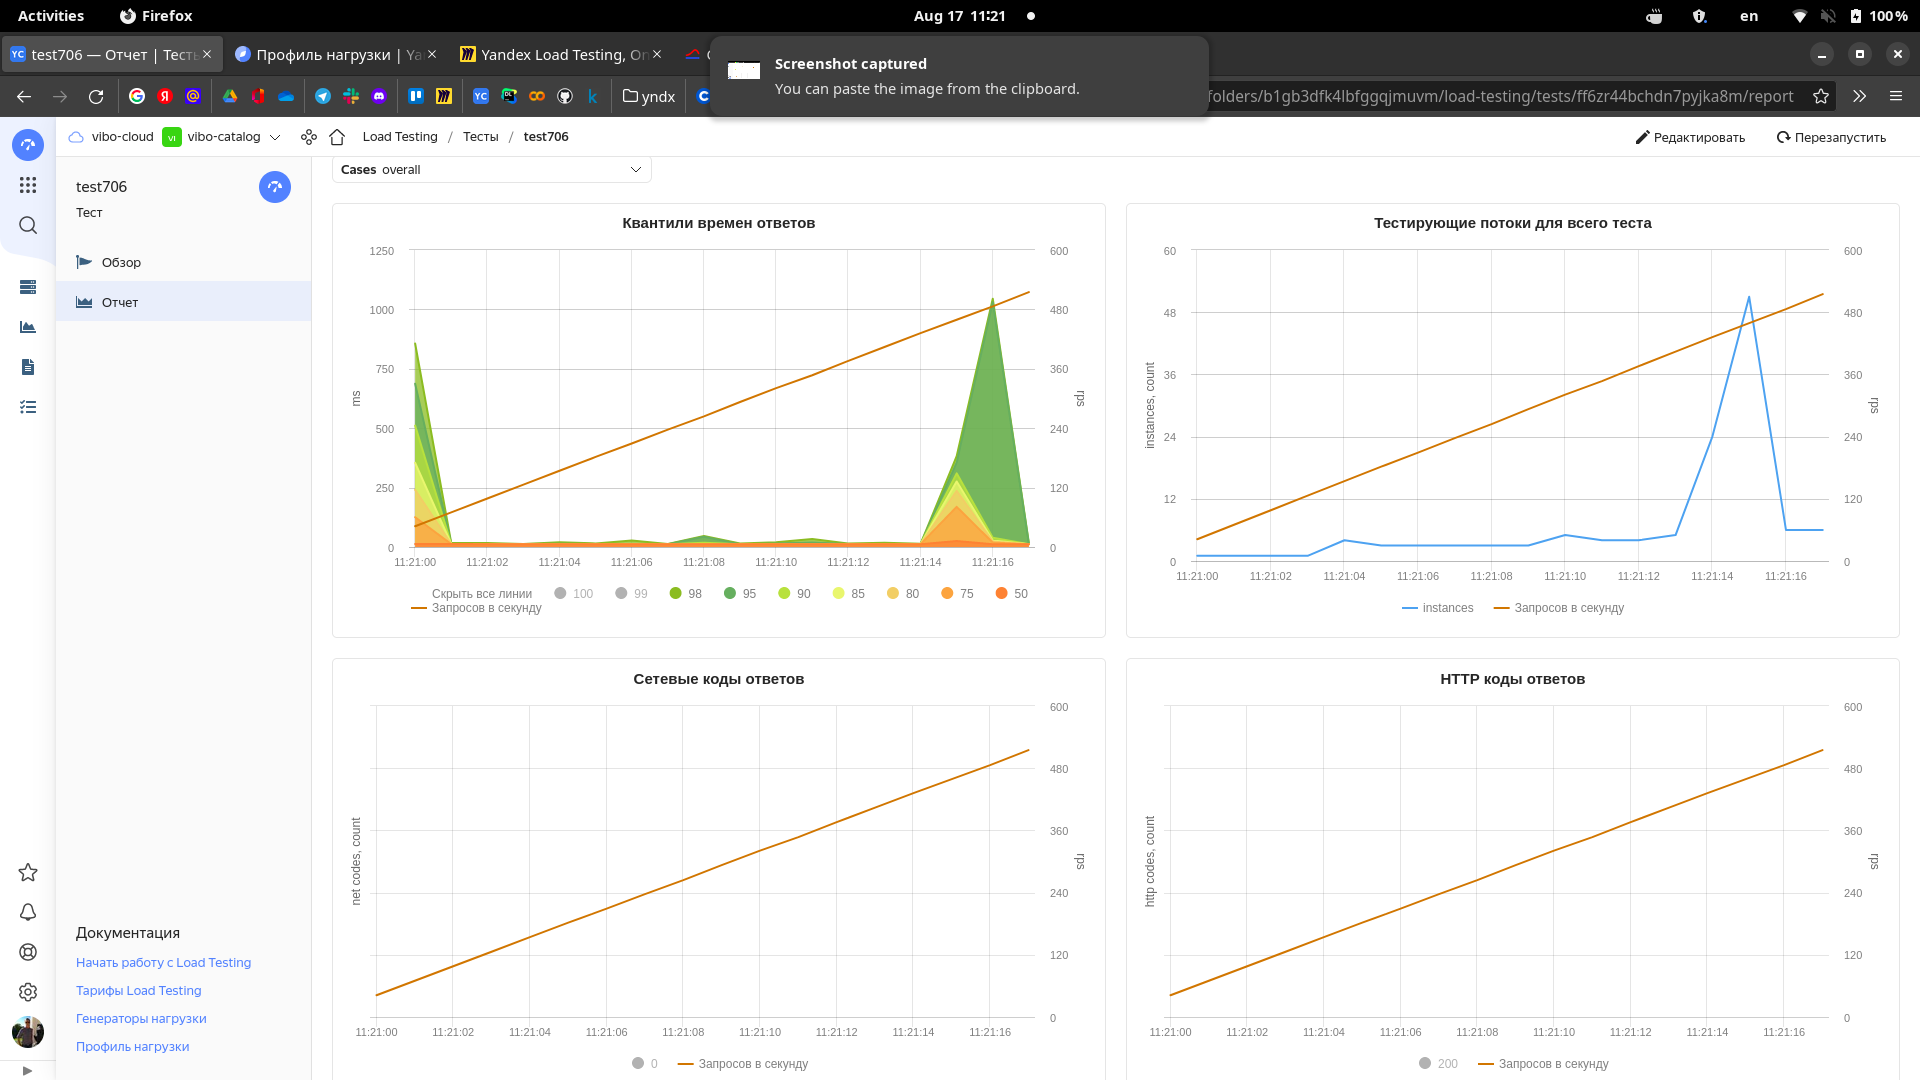 Activities
Firefox
Aug 17 11:21
en
100 %
test706 — Отчет | Тесть
Профиль нагрузки | Ya
Yandex Load Testing, On
Screenshot captured
You can paste the image from the clipboard.
yndx
folders/b1gb3dfk4lbfggqjmuvm/load-testing/tests/ff6zr44bchdn7pyjka8m/report
vibo-cloud
vibo-catalog
Load Testing / Тесты / test706
Редактировать
Перезапустить
test706
Тест
Обзор
Отчет
Документация
Начать работу с Load Testing
Тарифы Load Testing
Генераторы нагрузки
Профиль нагрузки
Cases overall
Квантили времен ответов
1250
1000
750
500
250
0
ms
600
480
360
240
120
0
rps
11:21:00 11:21:02 11:21:04 11:21:06 11:21:08 11:21:10 11:21:12 11:21:14 11:21:16
Скрыть все линии 100 99 98 95 90 85 80 75 50
Запросов в секунду
Тестирующие потоки для всего теста
60
48
36
24
12
0
instances, count
600
480
360
240
120
0
rps
11:21:00 11:21:02 11:21:04 11:21:06 11:21:08 11:21:10 11:21:12 11:21:14 11:21:16
instances Запросов в секунду
Сетевые коды ответов
net codes, count
600
480
360
240
120
0
rps
11:21:00 11:21:02 11:21:04 11:21:06 11:21:08 11:21:10 11:21:12 11:21:14 11:21:16
0 Запросов в секунду
HTTP коды ответов
http codes, count
600
480
360
240
120
0
rps
11:21:00 11:21:02 11:21:04 11:21:06 11:21:08 11:21:10 11:21:12 11:21:14 11:21:16
200 Запросов в секунду